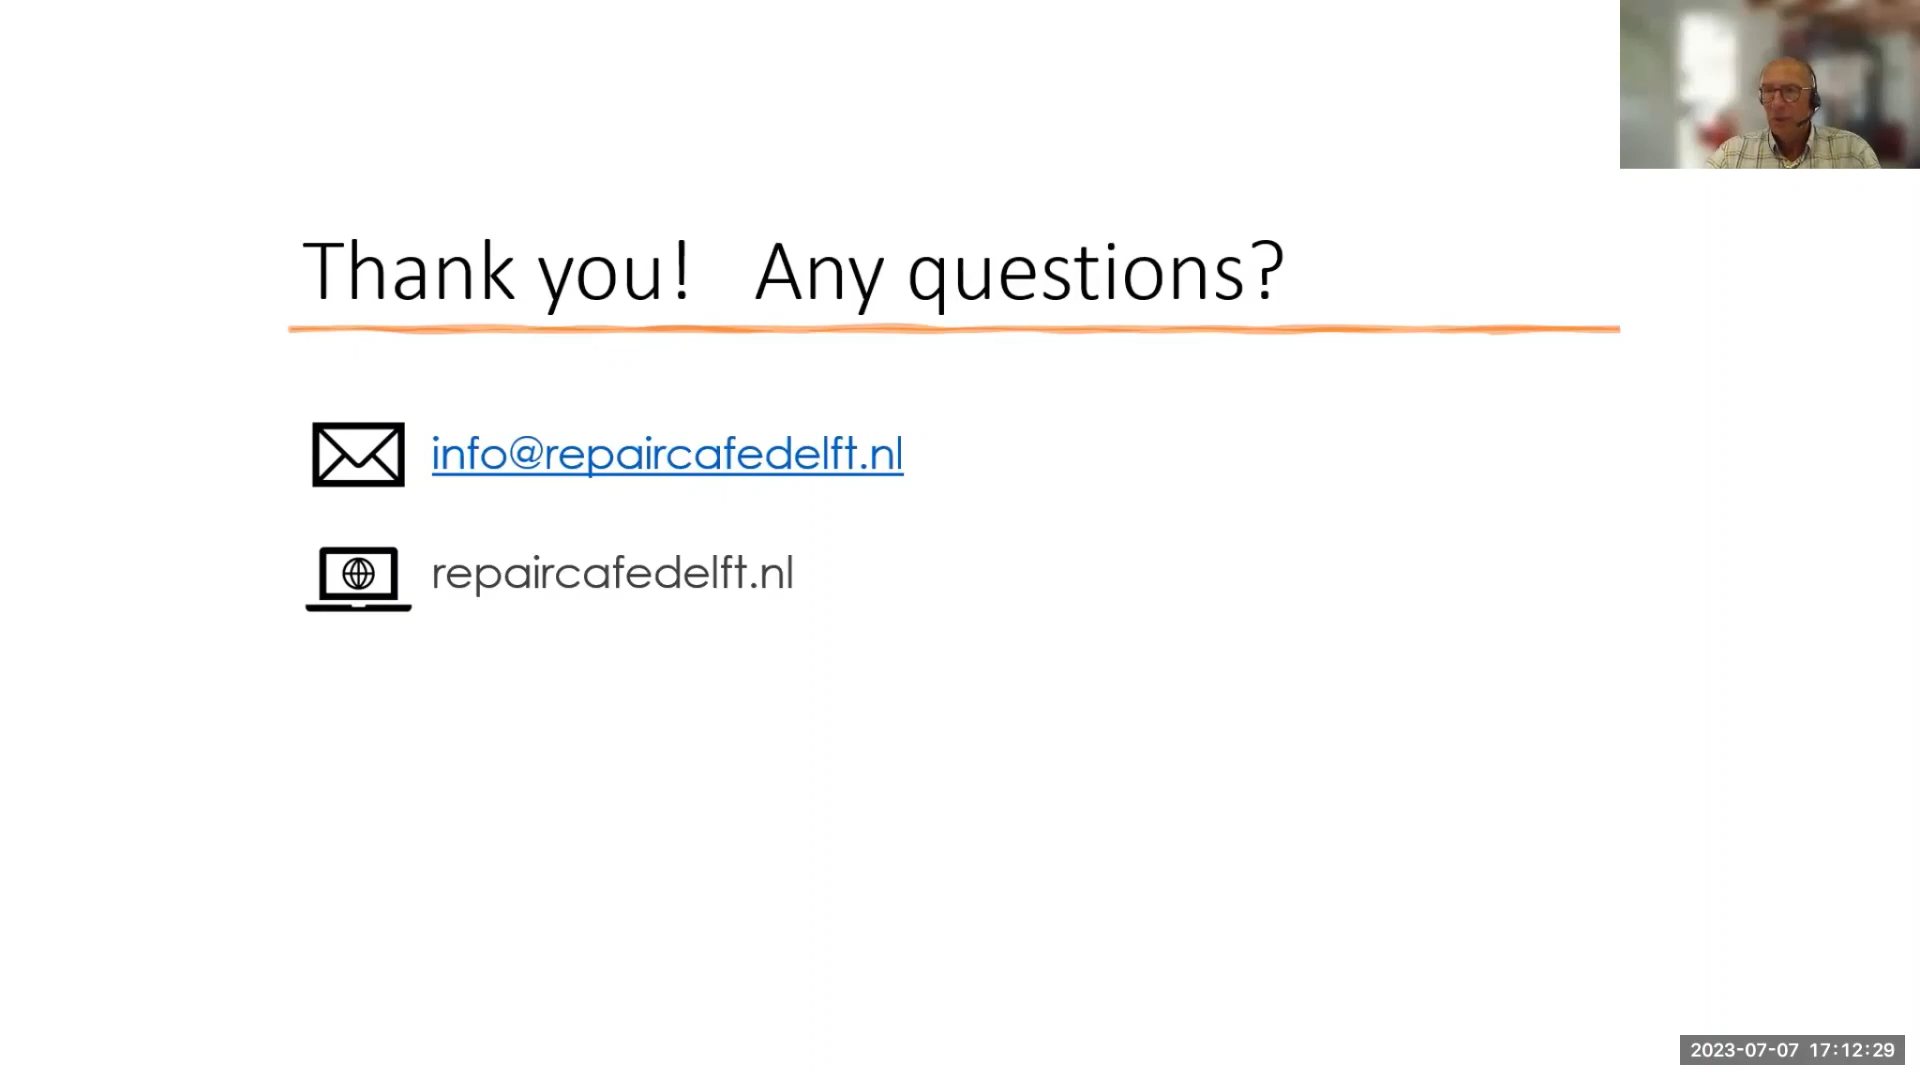 Thank you! Any questions?
info@repaircafedelft.nl
repaircafedelft.nl
2023-07-07 17:12:29